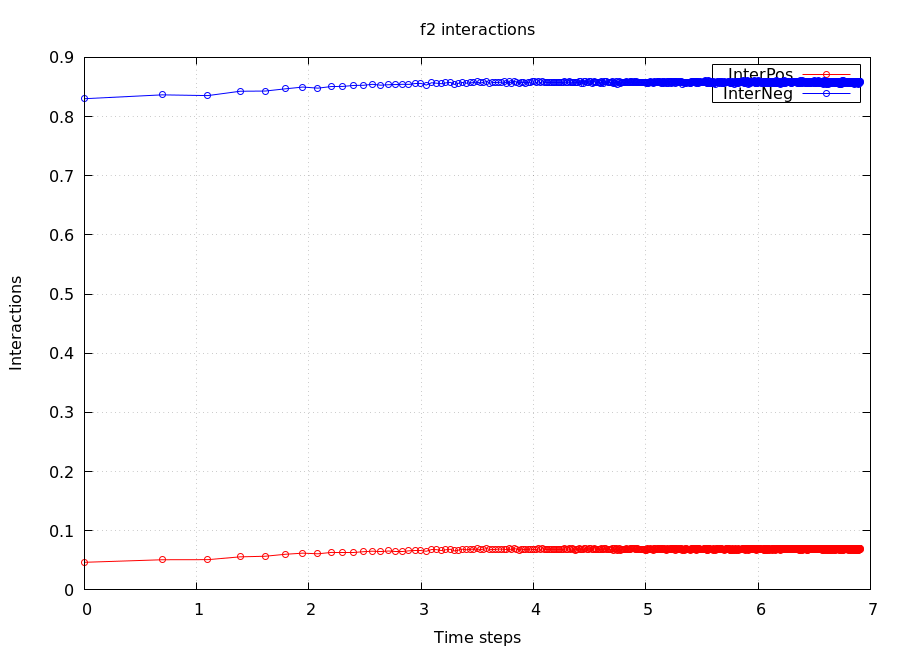 f2 interactions
0.9
0.8
0.7
0.6
0.5
0.4
0.3
0.2
0.1
0
Interactions
InterPos
InterNeg
0 1 2 3 4 5 6 7
Time steps